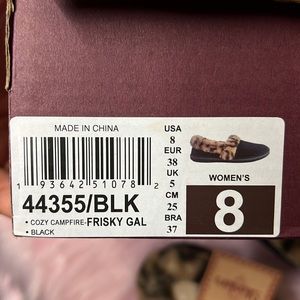 MADE IN CHINA
1 93642 51078 2
44355/BLK
• COZY CAMPFIRE-FRISKY GAL
• BLACK
USA
8
EUR
38
UK
5
CM
25
BRA
37
WOMEN'S
8